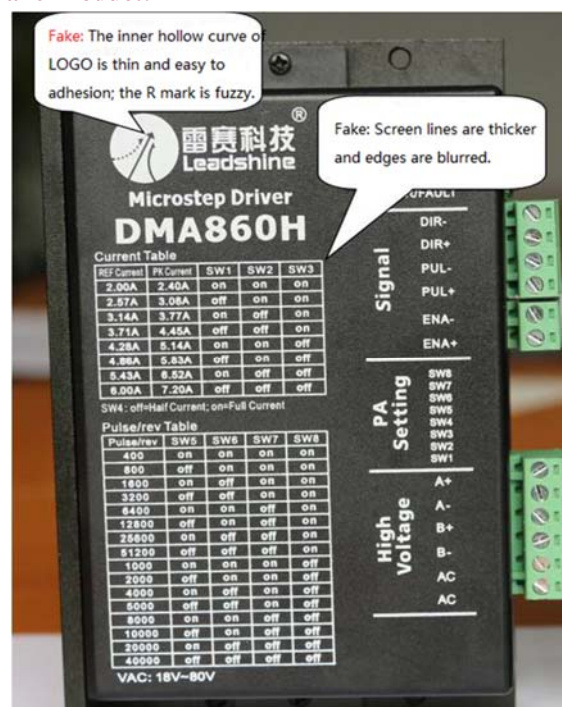 Fake: The inner hollow curve of
LOGO is thin and easy to
adhesion; the R mark is fuzzy.
Fake: Screen lines are thicker
and edges are blurred.
®
雷赛科技
Leadshine
Microstep Driver
DMA860H
Current Table
REF Current PK Current SW1 SW2 SW3
2.00A 2.40A on on on
2.57A 3.08A off on on
3.14A 3.77A on off on
3.71A 4.45A off off on
4.28A 5.14A on on off
4.86A 5.83A off on off
5.43A 6.52A on off off
6.00A 7.20A off off off
SW4: off=Half Current; on=Full Current
Pulse/rev Table
Pulse/rev SW5 SW6 SW7 SW8
400 on on on on
800 off on on on
1600 on off on on
3200 off off on on
6400 on on off on
12800 off on off on
25600 on off off on
51200 off off off on
1000 on on on off
2000 off on on off
4000 on off on off
5000 off off on off
8000 on on off off
10000 off on off off
20000 on off off off
40000 off off off off
VAC: 18V~80V
Signal
DIR-
DIR+
PUL-
PUL+
ENA-
ENA+
PA
Setting
SW8
SW7
SW6
SW5
SW4
SW3
SW2
SW1
High
Voltage
A+
A-
B+
B-
AC
AC